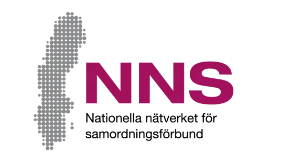 NNS
Nationella nätverket för
samordningsförbund